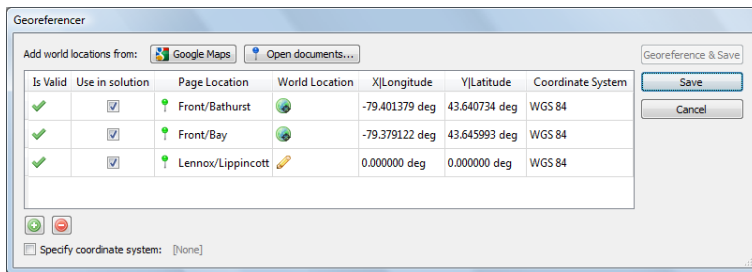 Georeferencer
Add world locations from: Google Maps Open documents... Georeference & Save
Is Valid Use in solution Page Location World Location X|Longitude Y|Latitude Coordinate System Save
Front/Bathurst -79.401379 deg 43.640734 deg WGS 84 Cancel
Front/Bay -79.379122 deg 43.645993 deg WGS 84
Lennox/Lippincott 0.000000 deg 0.000000 deg WGS 84
Specify coordinate system: [None]